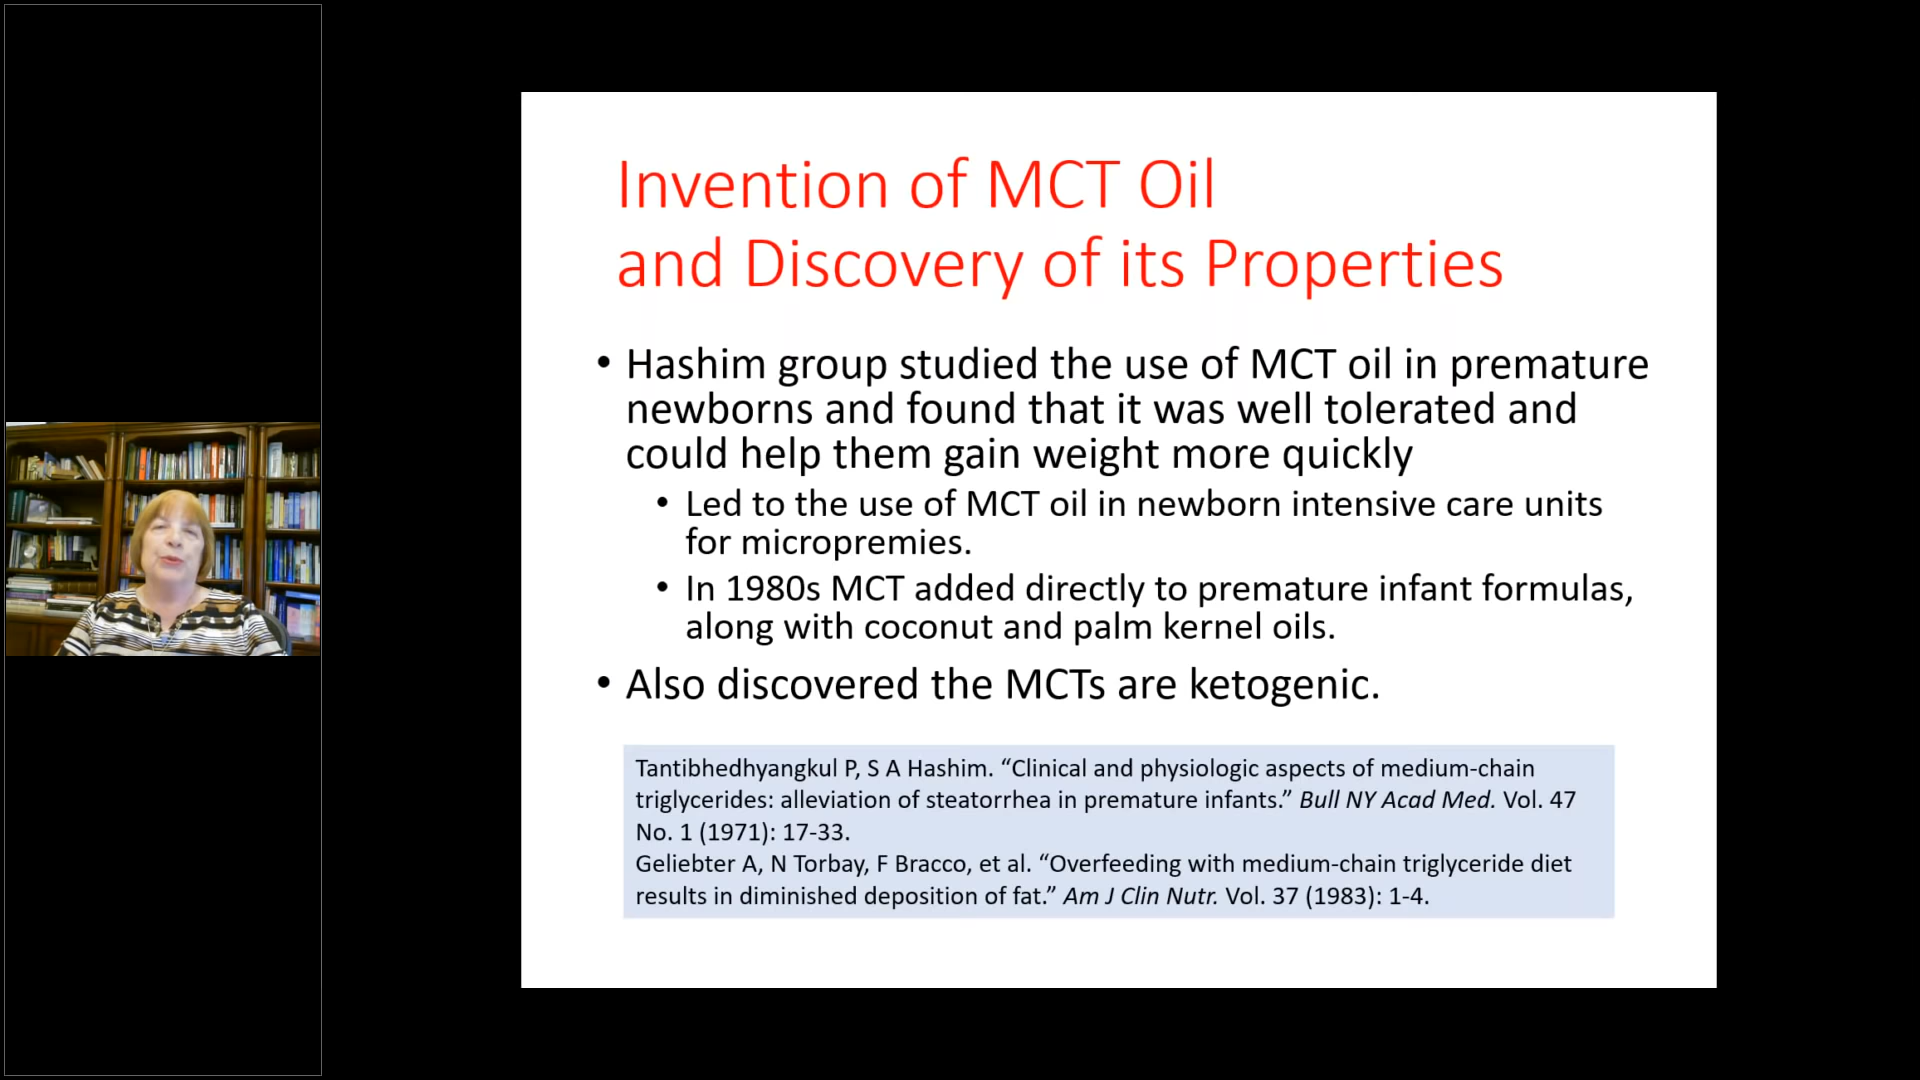 Invention of MCT Oil
and Discovery of its Properties
• Hashim group studied the use of MCT oil in premature
newborns and found that it was well tolerated and
could help them gain weight more quickly
• Led to the use of MCT oil in newborn intensive care units
for micropremies.
• In 1980s MCT added directly to premature infant formulas,
along with coconut and palm kernel oils.
• Also discovered the MCTs are ketogenic.
Tantibhedhyangkul P, S A Hashim. “Clinical and physiologic aspects of medium-chain
triglycerides: alleviation of steatorrhea in premature infants.” Bull NY Acad Med. Vol. 47
No. 1 (1971): 17-33.
Geliebter A, N Torbay, F Bracco, et al. “Overfeeding with medium-chain triglyceride diet
results in diminished deposition of fat.” Am J Clin Nutr. Vol. 37 (1983): 1-4.